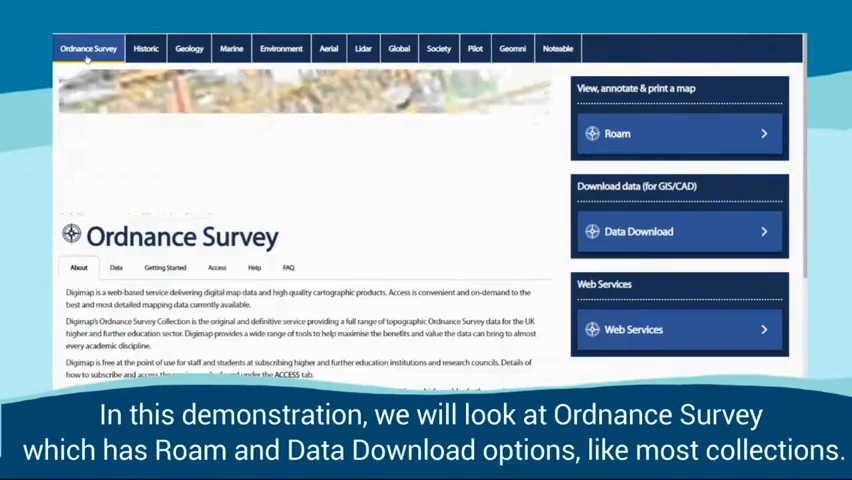 Ordnance Survey Historic Geology Marine Environment Aerial Lidar Global Society Pilot Geomni Noteable
View, annotate & print a map
Roam
Download data (for GIS/CAD)
Data Download
Web Services
Web Services
Ordnance Survey
About Data Getting Started Access Help FAQ
Digimap is a web-based service delivering digital map data and high quality cartographic products. Access is convenient and on-demand to the
best and most detailed mapping data currently available.
Digimap's Ordnance Survey Collection is the original and definitive service providing a full range of topographic Ordnance Survey data for the UK
higher and further education sector. Digimap provides a wide range of tools to help maximise the benefits and value the data can bring to almost
every academic discipline.
Digimap is free at the point of use for staff and students at subscribing higher and further education institutions and research councils. Details of
how to subscribe and access the under the ACCESS tab.
In this demonstration, we will look at Ordnance Survey
which has Roam and Data Download options, like most collections.